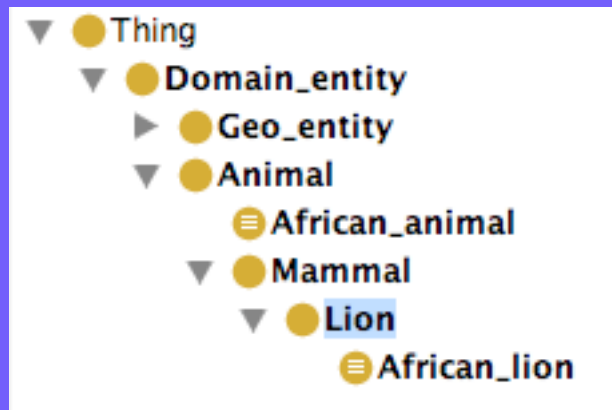 Thing
Domain_entity
Geo_entity
Animal
African_animal
Mammal
Lion
African_lion